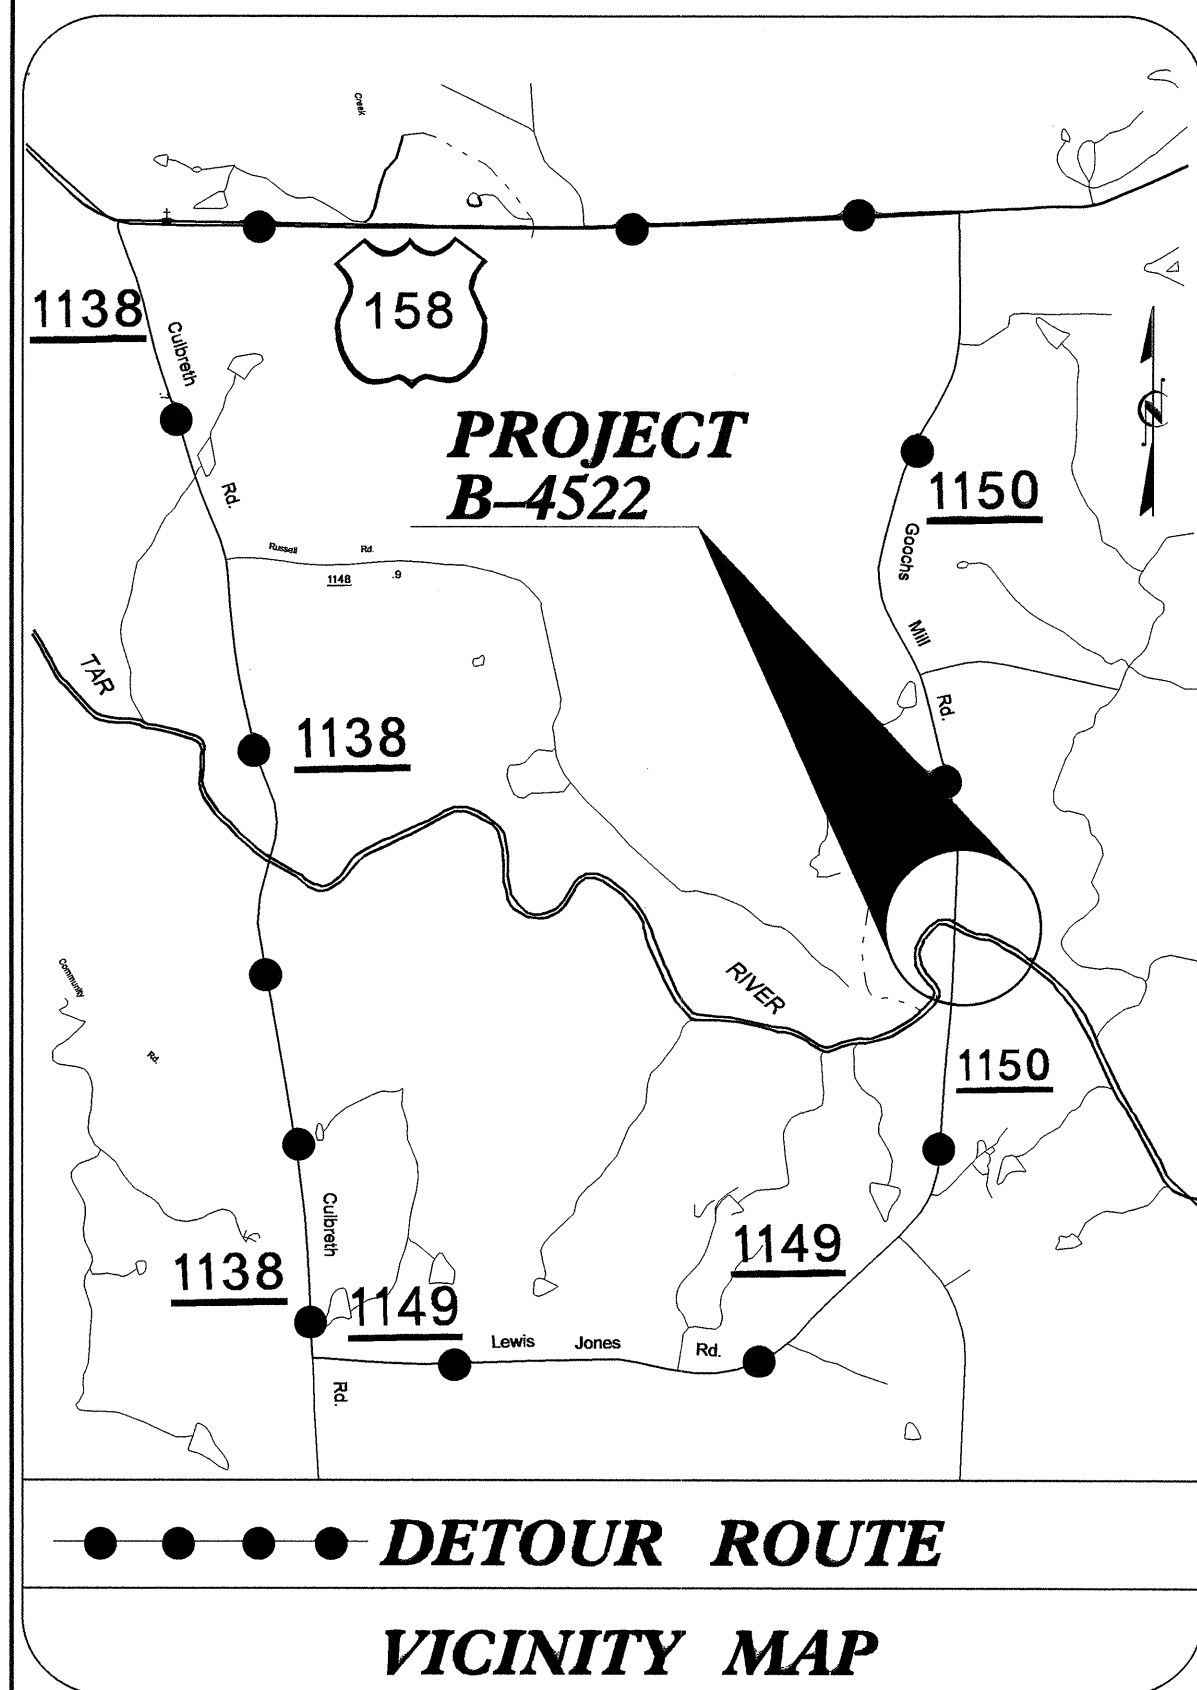 Creek
158
1138
Culbreth
Rd.
PROJECT
B-4522
1150
Goochs
Mill
Rd.
Russell Rd.
1148 .9
TAR
1138
RIVER
Community
Rd.
1150
Culbreth
1138
1149
1149
Lewis Jones Rd.
Rd.
DETOUR ROUTE
VICINITY MAP